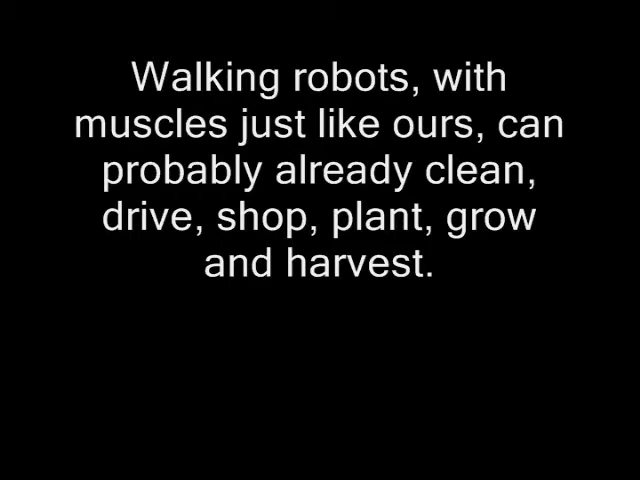 Walking robots, with
muscles just like ours, can
probably already clean,
drive, shop, plant, grow
and harvest.